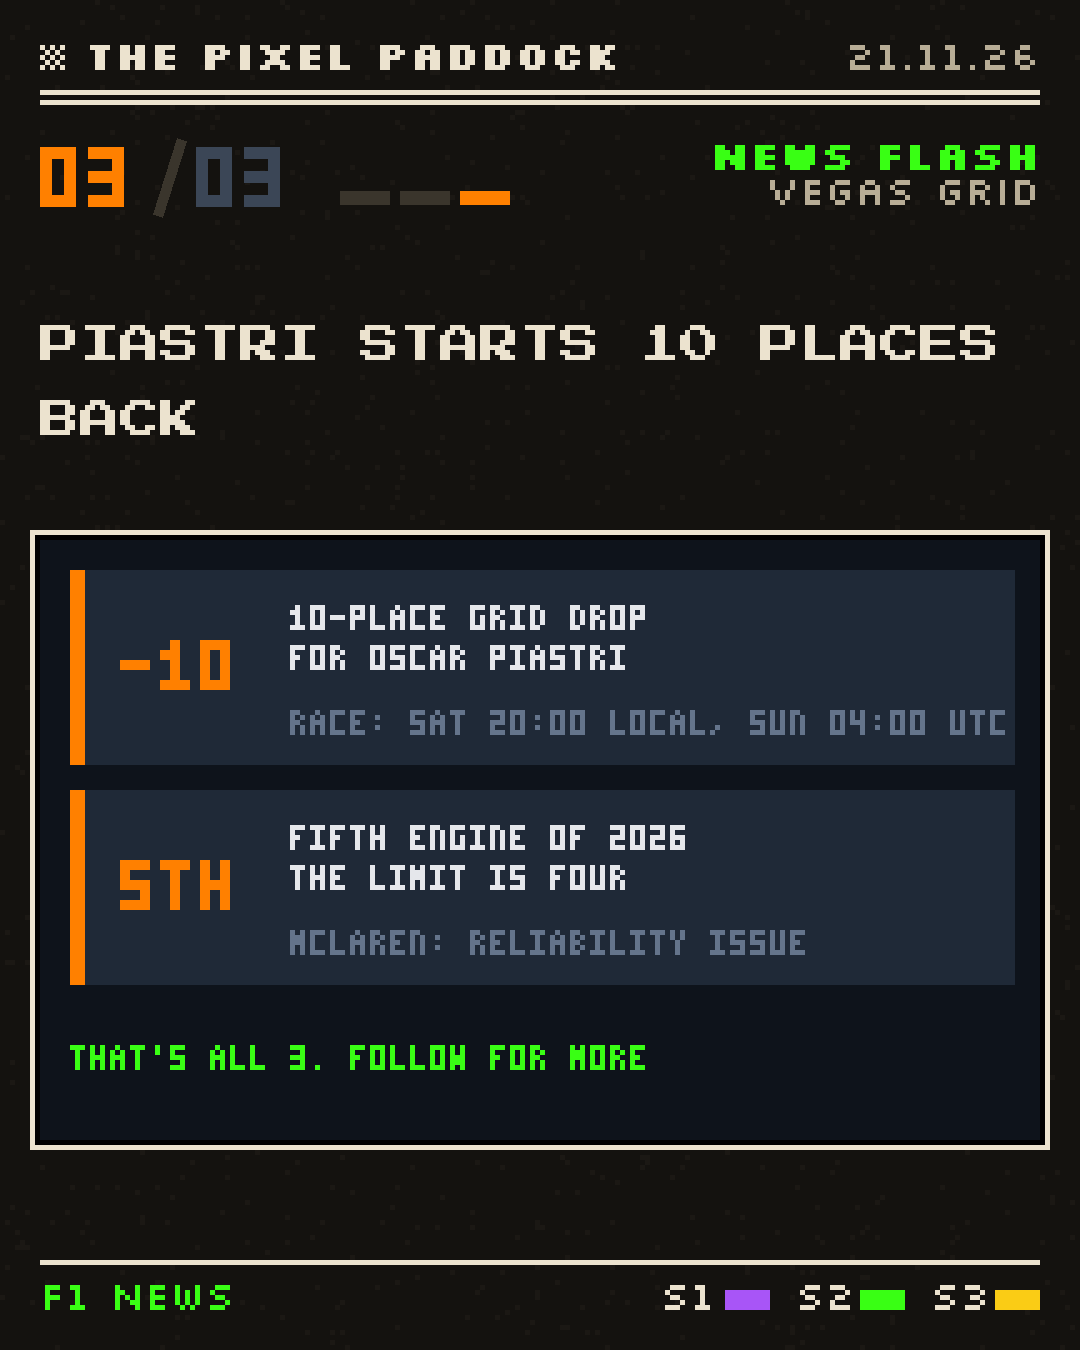 THE PIXEL PADDOCK
21.11.26
03/03
NEWS FLASH
VEGAS GRID
PIASTRI STARTS 10 PLACES
BACK
-10
10-PLACE GRID DROP
FOR OSCAR PIASTRI
RACE: SAT 20:00 LOCAL, SUN 04:00 UTC
5TH
FIFTH ENGINE OF 2026
THE LIMIT IS FOUR
MCLAREN: RELIABILITY ISSUE
THAT'S ALL 3. FOLLOW FOR MORE
F1 NEWS
S1 S2 S3